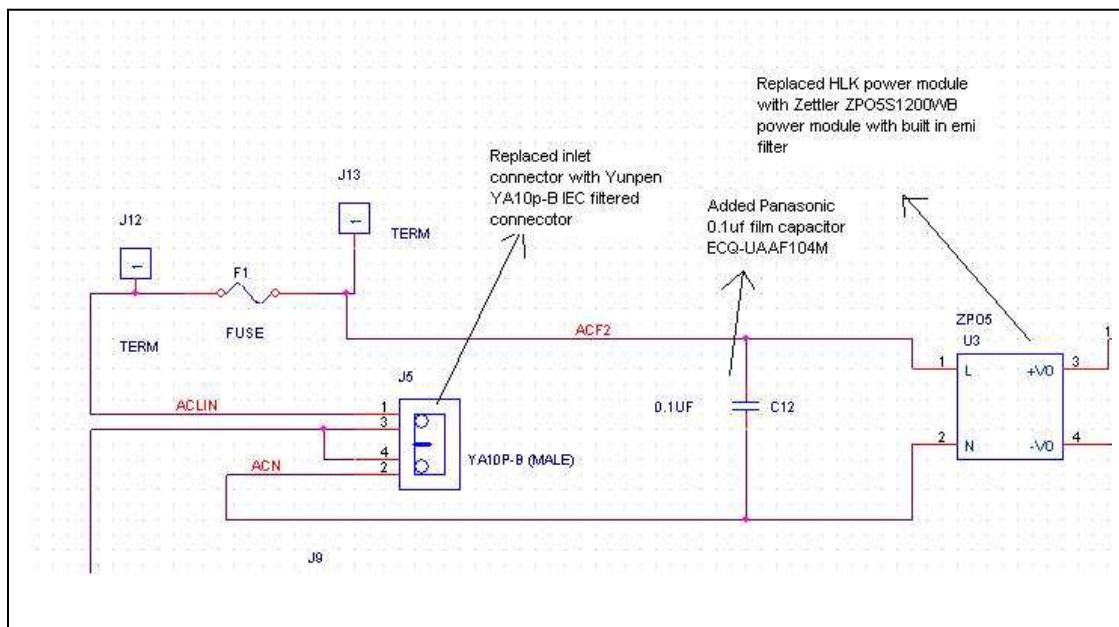 Replaced HLK power module
with Zettler ZPO5S1200WB
power module with built in emi
filter
Replaced inlet
connector with Yunpen
YA10p-B IEC filtered
connecotor
Added Panasonic
0.1uf film capacitor
ECQ-UAAF104M
J13
1
TERM
J12
1
F1
TERM
FUSE
ACF2
ZPO5
U3
1
L
+VO
3
1
2
N
-VO
4
J5
ACLIN
1
3
4
2
ACN
YA10P-B (MALE)
0.1UF
C12
J9